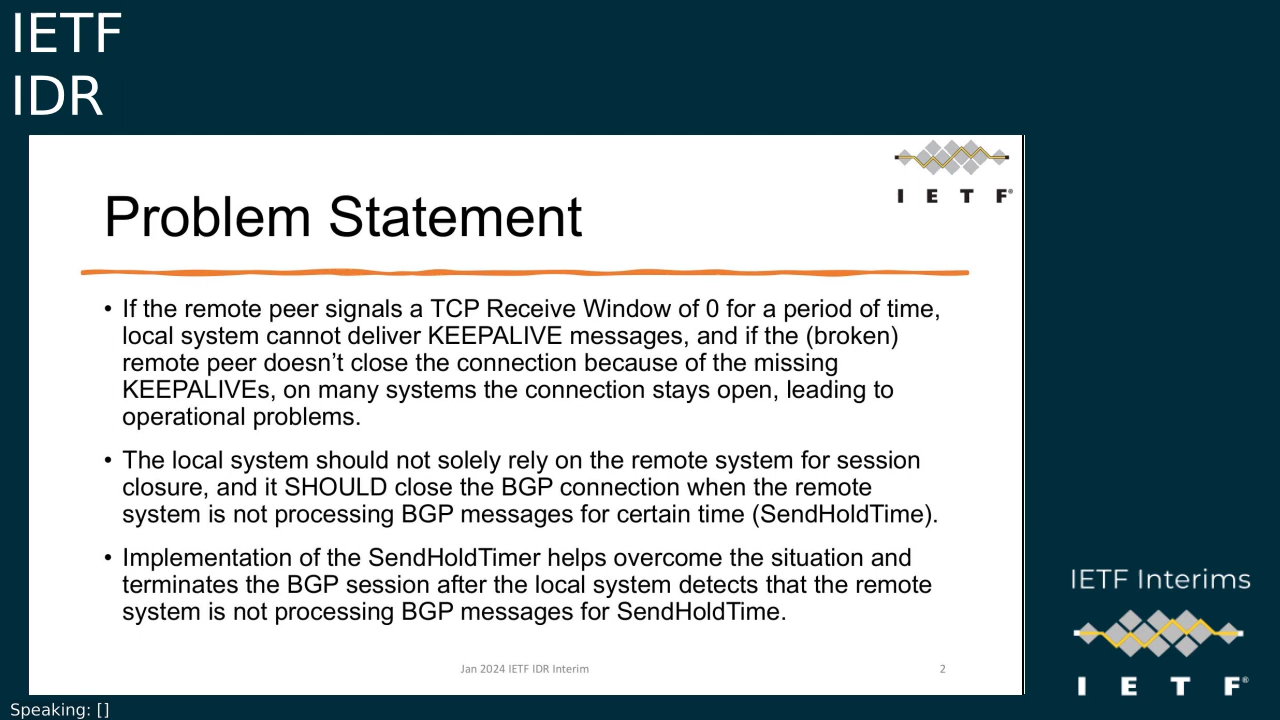 IETF
IDR
I E T F®
Problem Statement
• If the remote peer signals a TCP Receive Window of 0 for a period of time,
local system cannot deliver KEEPALIVE messages, and if the (broken)
remote peer doesn’t close the connection because of the missing
KEEPALIVEs, on many systems the connection stays open, leading to
operational problems.
• The local system should not solely rely on the remote system for session
closure, and it SHOULD close the BGP connection when the remote
system is not processing BGP messages for certain time (SendHoldTime).
• Implementation of the SendHoldTimer helps overcome the situation and
terminates the BGP session after the local system detects that the remote
system is not processing BGP messages for SendHoldTime.
Jan 2024 IETF IDR Interim
2
IETF Interims
I E T F®
Speaking: []